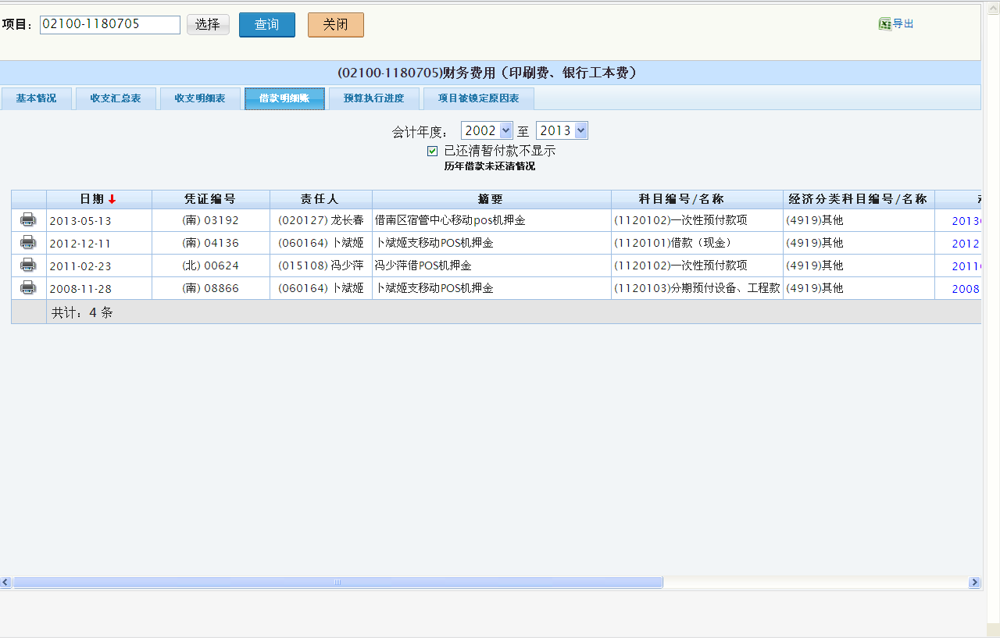 项目： 02100-1180705 选择 查询 关闭 导出
(02100-1180705)财务费用（印刷费、银行工本费）
基本情况 收支汇总表 收支明细表 借款明细账 预算执行进度 项目被锁定原因表
会计年度： 2002 至 2013
已还清暂付款不显示
历年借款未还清情况
日期 凭证编号 责任人 摘要 科目编号/名称 经济分类科目编号/名称
2013-05-13 (南) 03192 (020127) 龙长春 借南区宿管中心移动pos机押金 (1120102)一次性预付款项 (4919)其他 2013
2012-12-11 (南) 04136 (060164) 卜斌姬 卜斌姬支移动POS机押金 (1120101)借款（现金） (4919)其他 2012
2011-02-23 (北) 00624 (015108) 冯少萍 冯少萍借POS机押金 (1120102)一次性预付款项 (4919)其他 2011
2008-11-28 (南) 08866 (060164) 卜斌姬 卜斌姬支移动POS机押金 (1120103)分期预付设备、工程款 (4919)其他 2008
共计：4 条